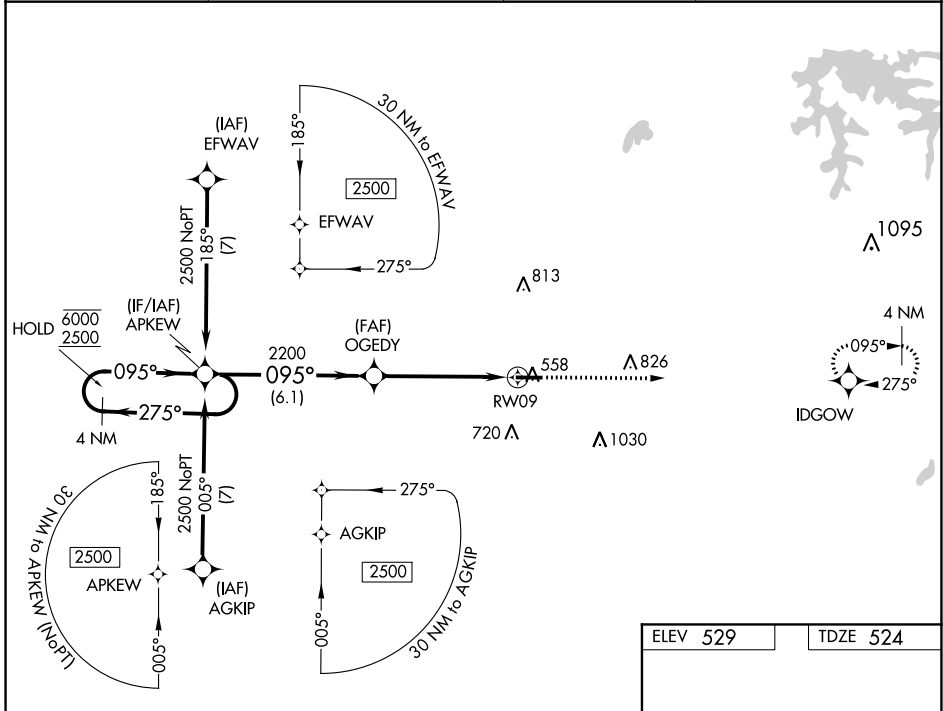 (IAF)
EFWAV
30 NM to EFWAV
185°
2500
EFWAV
275°
2500 NoPT
185°
(7)
1095
813
4 NM
095°
275°
IDGOW
HOLD 6000
2500
(IF/IAF)
APKEW
(FAF)
OGEDY
095°
2200
095°
(6.1)
275°
4 NM
558
826
RW09
720
1030
2500 NoPT
005°
(7)
30 NM to APKEW (NoPT)
185°
2500
APKEW
005°
(IAF)
AGKIP
275°
AGKIP
2500
005°
30 NM to AGKIP
ELEV 529
TDZE 524